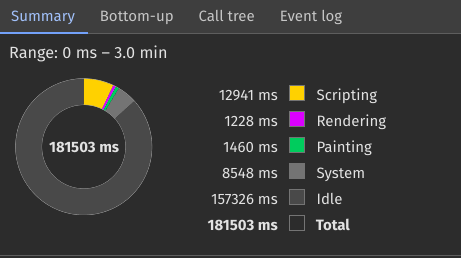 Summary Bottom-up Call tree Event log
Range: 0 ms – 3.0 min
181503 ms
12941 ms Scripting
1228 ms Rendering
1460 ms Painting
8548 ms System
157326 ms Idle
181503 ms Total